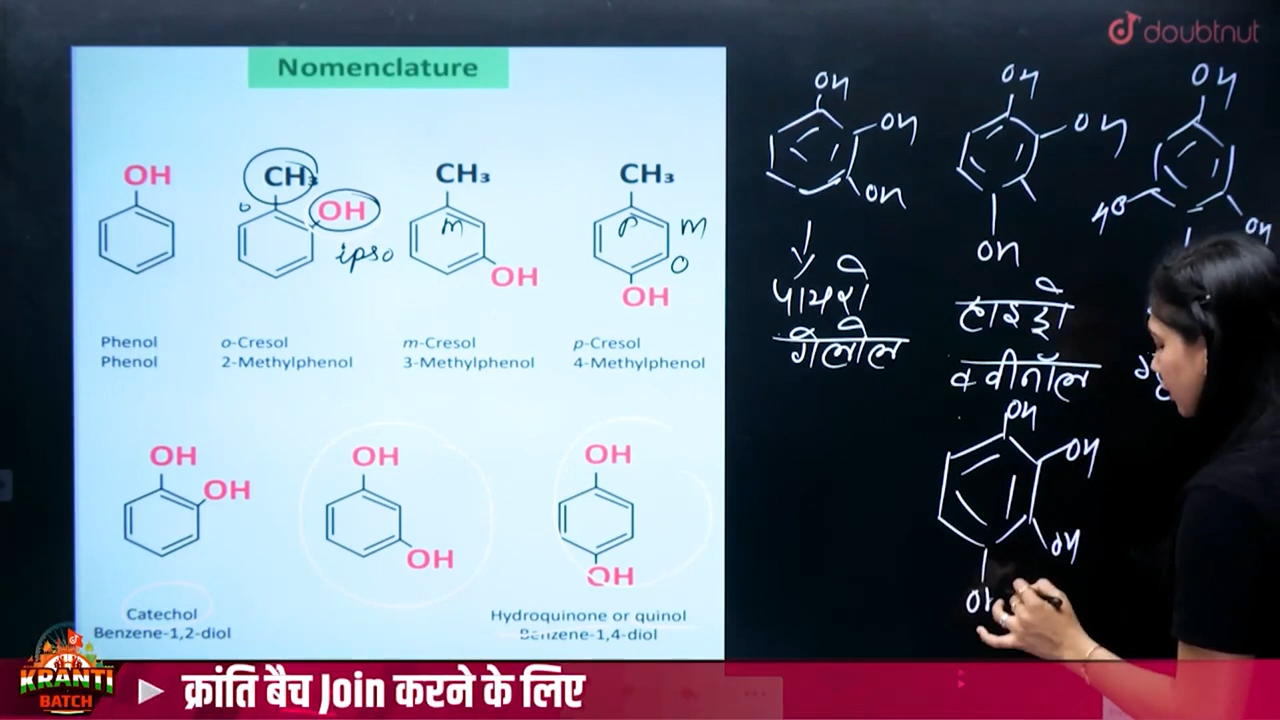 doubtnut
Nomenclature
OH
CH₃
OH
ipso
o
CH₃
m
OH
CH₃
P
m
o
OH
Phenol
Phenol
o-Cresol
2-Methylphenol
m-Cresol
3-Methylphenol
p-Cresol
4-Methylphenol
OH
OH
OH
OH
OH
OH
Catechol
Benzene-1,2-diol
Hydroquinone or quinol
Benzene-1,4-diol
OH
OH
OH
पायरो
गेलोल
OH
OH
OH
हाइड्रो
क्वीनॉल
OH
HO
OH
OH
OH
OH
KRANTI
BATCH
क्रांति बैच Join करने के लिए